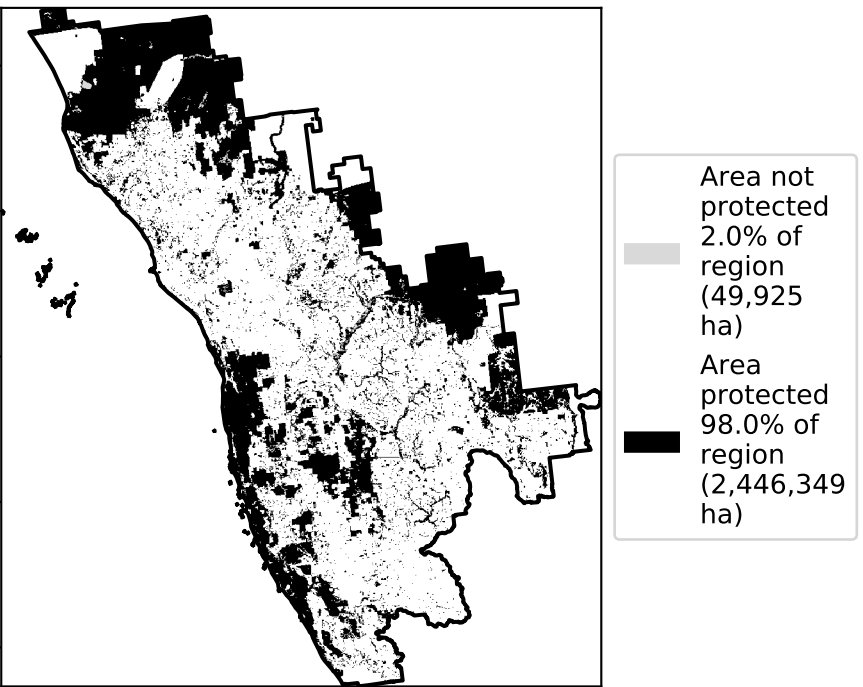 Area not
protected
2.0% of
region
(49,925
ha)
Area
protected
98.0% of
region
(2,446,349
ha)